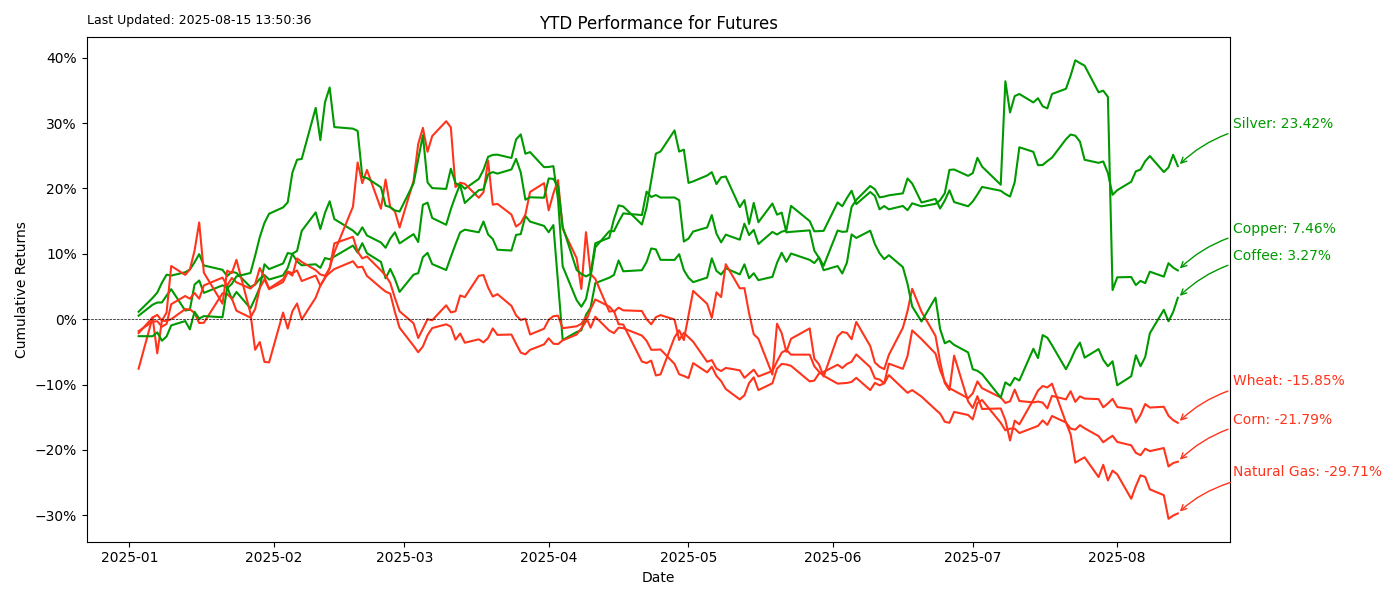 Last Updated: 2025-08-15 13:50:36
YTD Performance for Futures
40%
30%
20%
10%
0%
−10%
−20%
−30%
Cumulative Returns
Silver: 23.42%
Copper: 7.46%
Coffee: 3.27%
Wheat: -15.85%
Corn: -21.79%
Natural Gas: -29.71%
2025-01 2025-02 2025-03 2025-04 2025-05 2025-06 2025-07 2025-08
Date